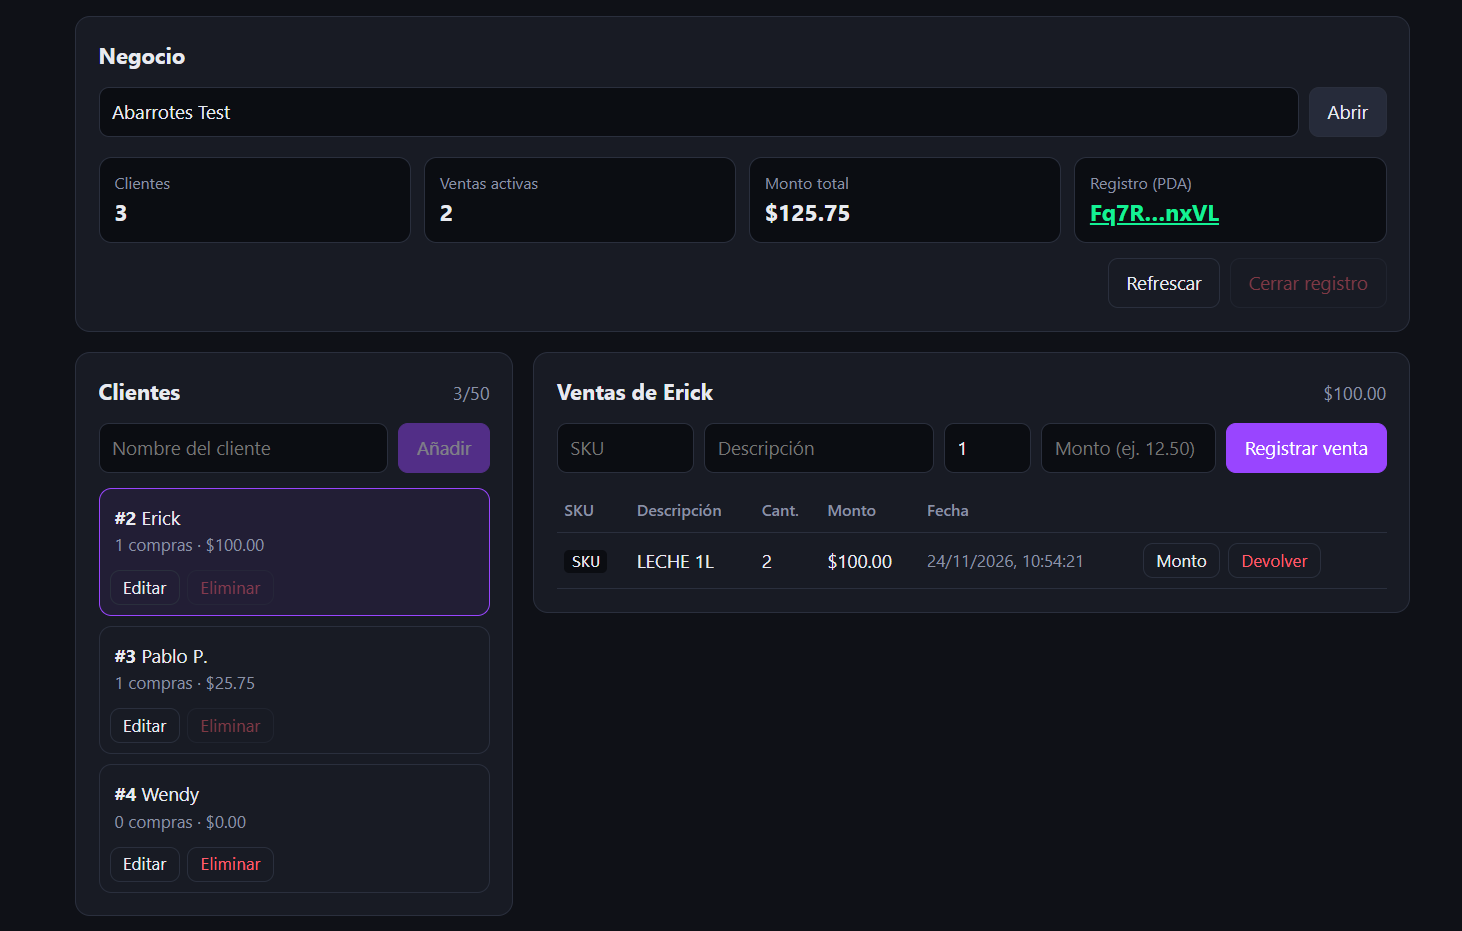 Negocio
Abarrotes Test Abrir
Clientes Ventas activas Monto total Registro (PDA)
3 2 $125.75 Fq7R...nxVL
Refrescar Cerrar registro
Clientes 3/50
Nombre del cliente Añadir
#2 Erick
1 compras · $100.00
Editar Eliminar
#3 Pablo P.
1 compras · $25.75
Editar Eliminar
#4 Wendy
0 compras · $0.00
Editar Eliminar
Ventas de Erick $100.00
SKU Descripción 1 Monto (ej. 12.50) Registrar venta
SKU Descripción Cant. Monto Fecha
SKU LECHE 1L 2 $100.00 24/11/2026, 10:54:21 Monto Devolver